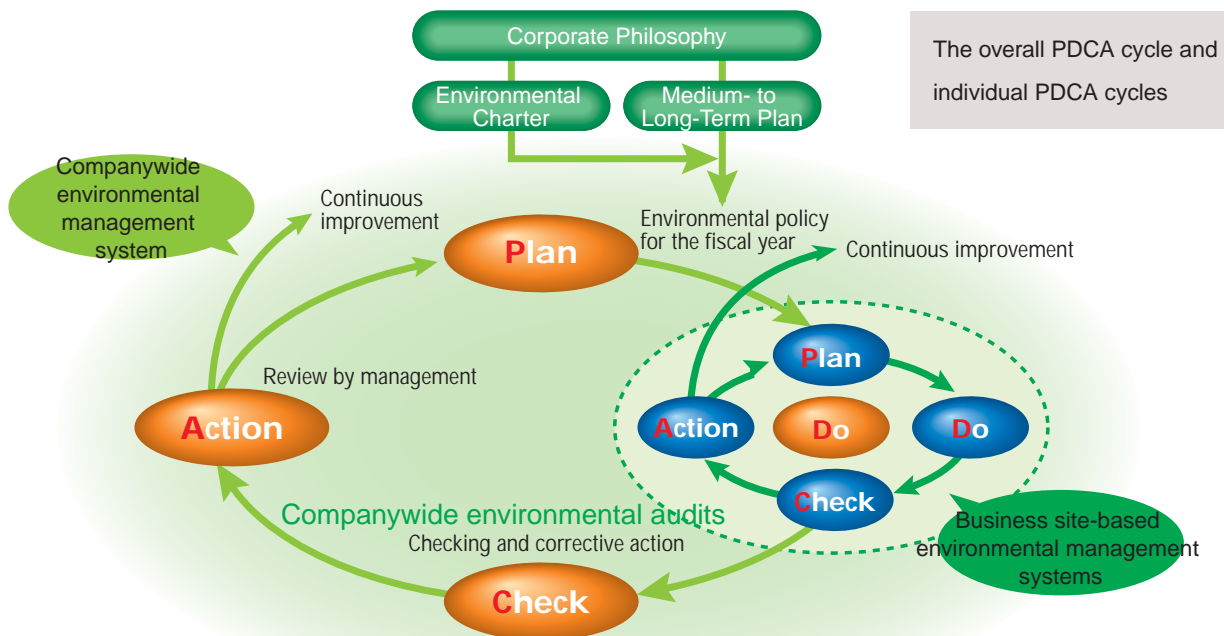 Corporate Philosophy
The overall PDCA cycle and
individual PDCA cycles
Environmental
Charter
Medium- to
Long-Term Plan
Companywide
environmental
management
system
Continuous
improvement
Environmental policy
for the fiscal year
Continuous improvement
Plan
Plan
Review by management
Action
Action
Do
Do
Check
Companywide environmental audits
Checking and corrective action
Business site-based
environmental management
systems
Check